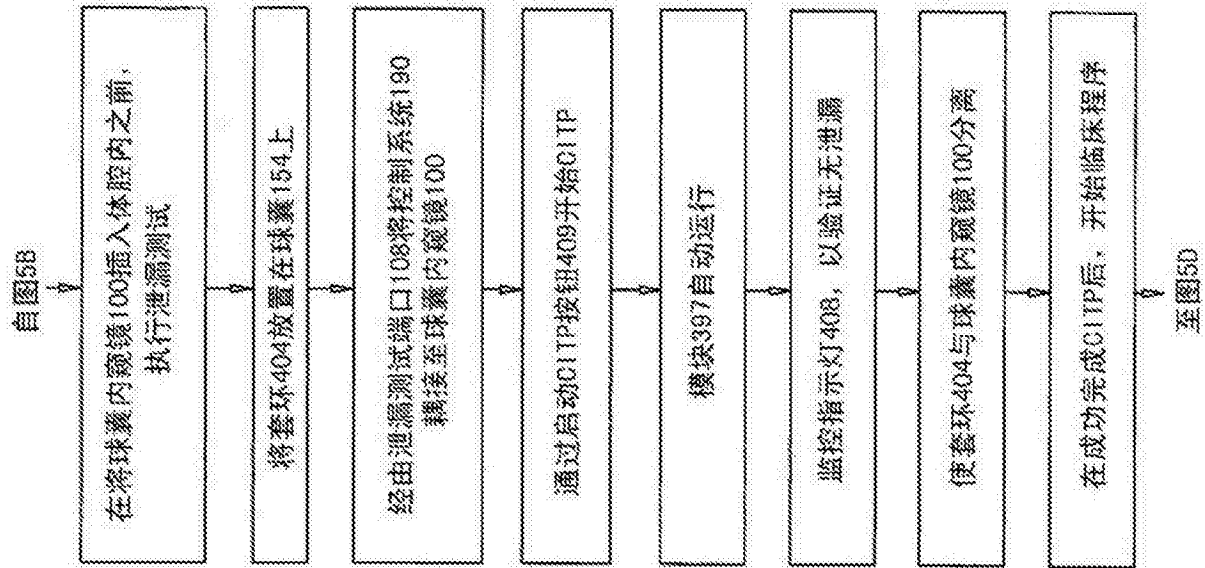 自图5B
在将球囊内窥镜100插入体腔内之前，
执行泄漏测试
将套环404放置在球囊154上
经由泄漏测试端口108将控制系统190
耦接至球囊内窥镜100
通过启动CITP按钮409开始CITP
模块397自动运行
监控指示灯408，以验证无泄漏
使套环404与球囊内窥镜100分离
在成功完成CITP后，开始临床程序
至图5D